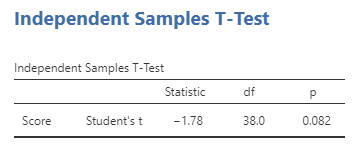 Independent Samples T-Test
Independent Samples T-Test
Statistic df p
Score Student's t -1.78 38.0 0.082